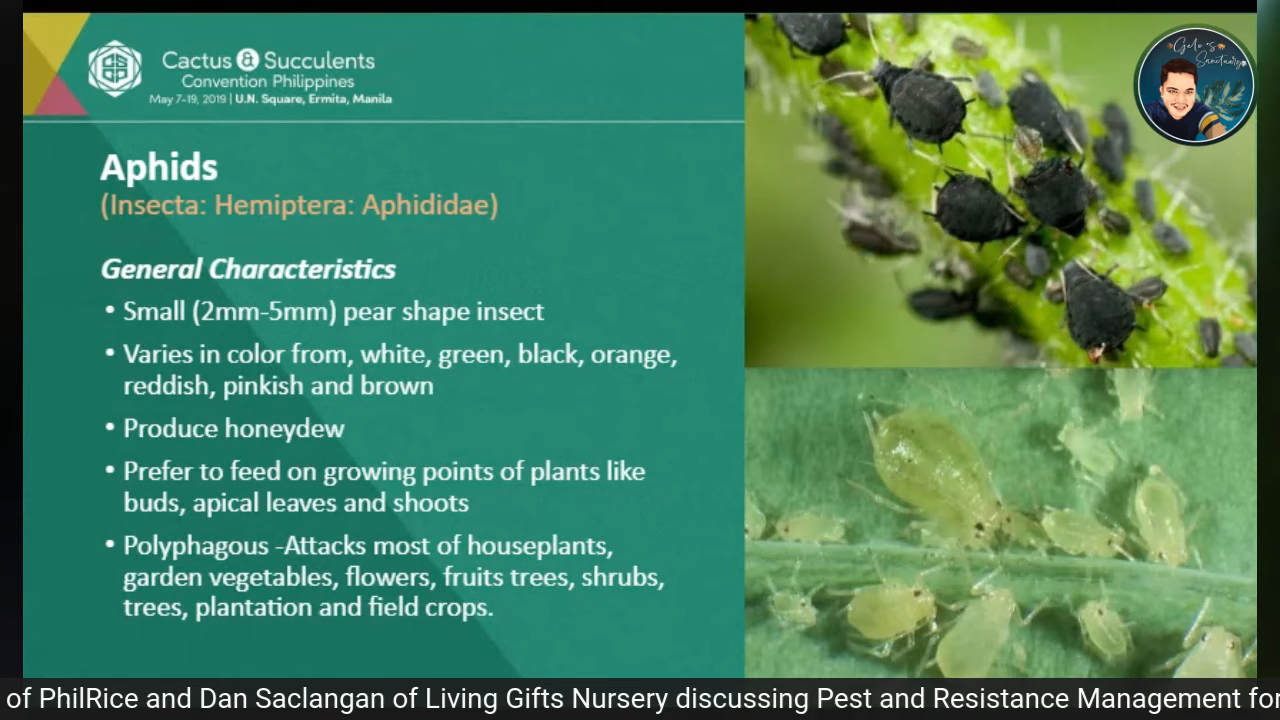 Cactus & Succulents
Convention Philippines
May 7-19, 2019 | U.N. Square, Ermita, Manila
Gelo's
Sanctuary
Aphids
(Insecta: Hemiptera: Aphididae)
General Characteristics
• Small (2mm-5mm) pear shape insect
• Varies in color from, white, green, black, orange,
reddish, pinkish and brown
• Produce honeydew
• Prefer to feed on growing points of plants like
buds, apical leaves and shoots
• Polyphagous -Attacks most of houseplants,
garden vegetables, flowers, fruits trees, shrubs,
trees, plantation and field crops.
of PhilRice and Dan Saclangan of Living Gifts Nursery discussing Pest and Resistance Management for